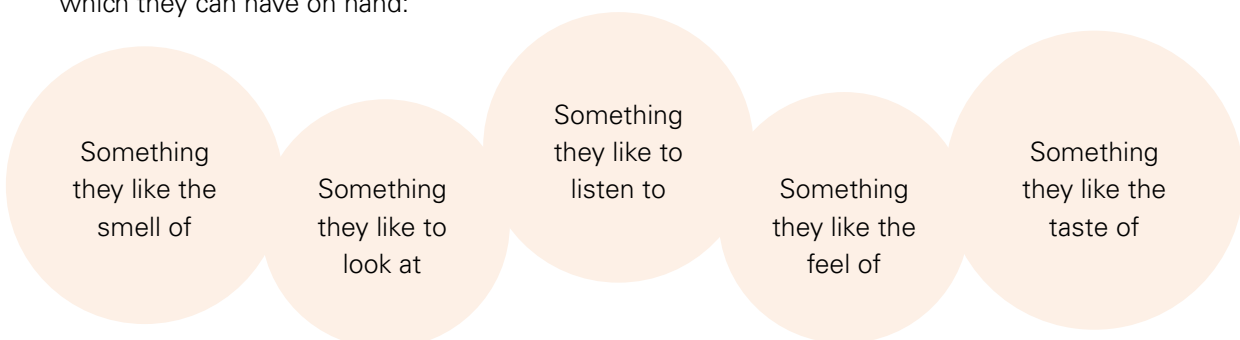 which they can have on hand:
Something
they like the
smell of
Something
they like to
look at
Something
they like to
listen to
Something
they like the
feel of
Something
they like the
taste of